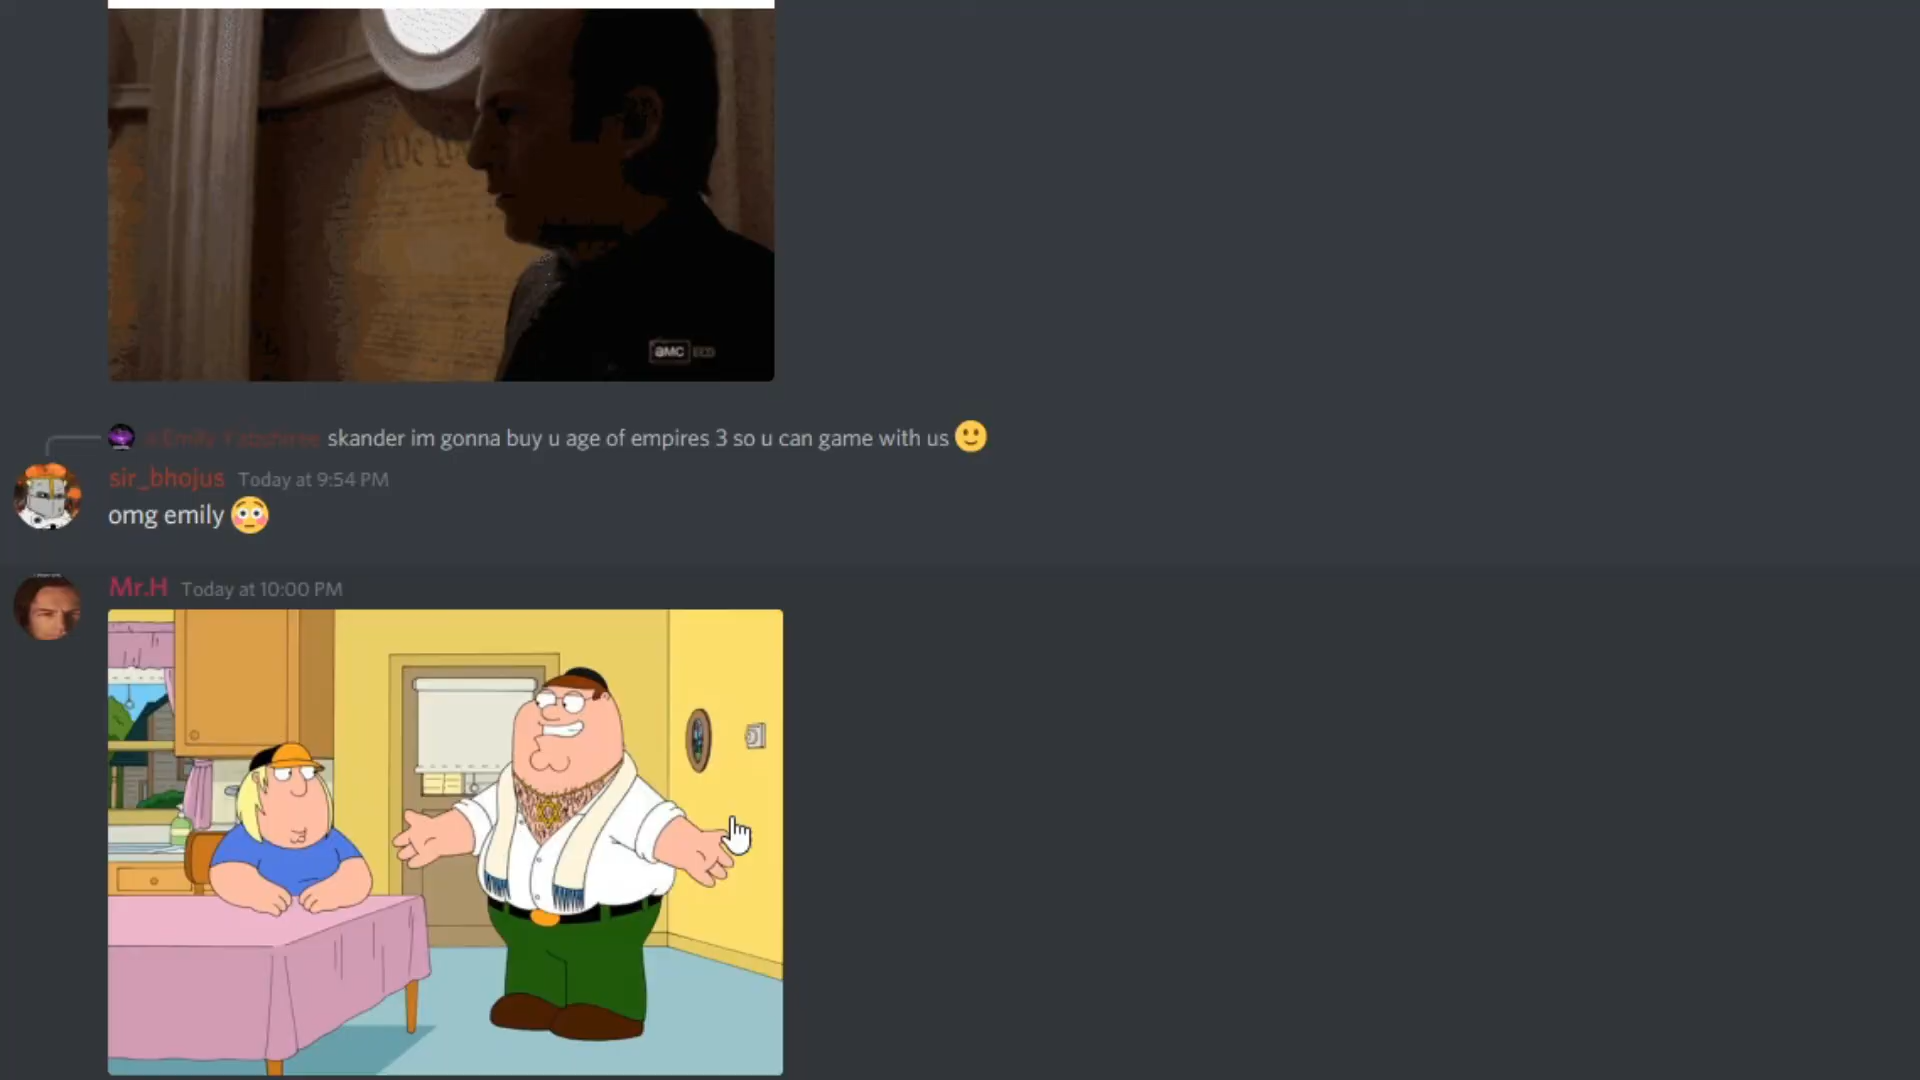 We
amc
skander im gonna buy u age of empires 3 so u can game with us
sir_bhojus Today at 9:54 PM
omg emily
Mr.H Today at 10:00 PM